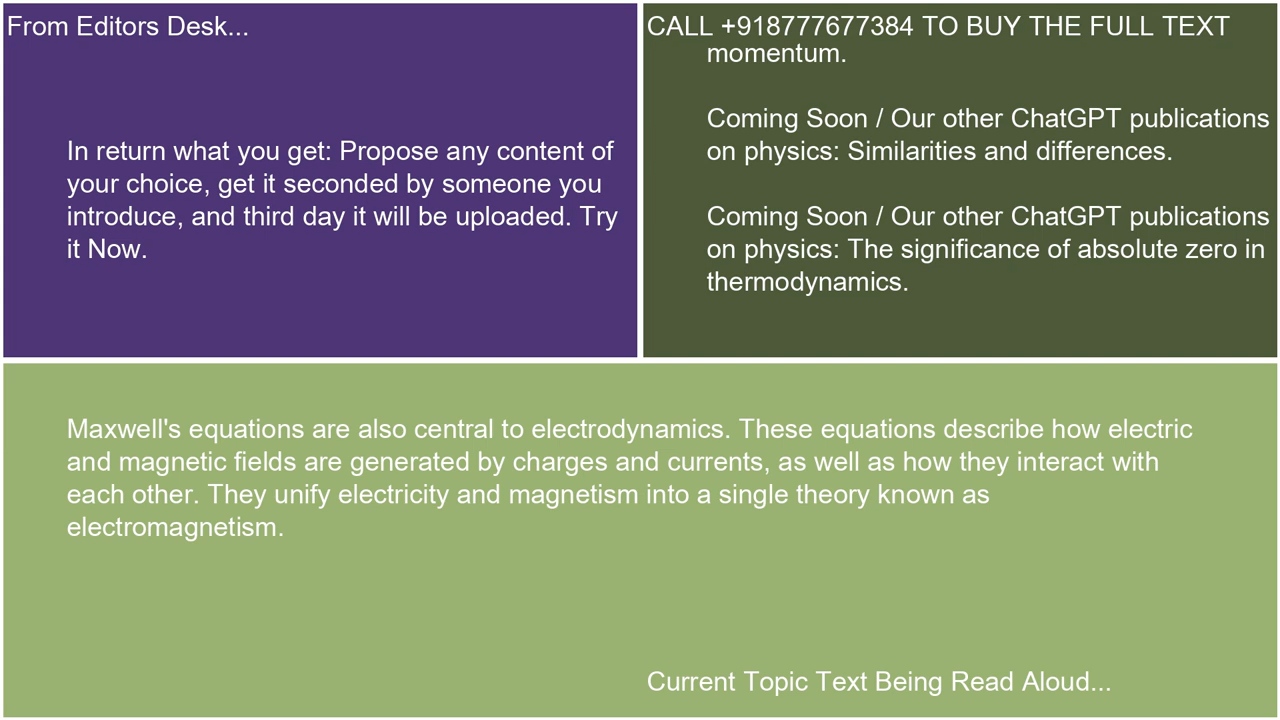 From Editors Desk...
In return what you get: Propose any content of
your choice, get it seconded by someone you
introduce, and third day it will be uploaded. Try
it Now.
CALL +918777677384 TO BUY THE FULL TEXT
momentum.
Coming Soon / Our other ChatGPT publications
on physics: Similarities and differences.
Coming Soon / Our other ChatGPT publications
on physics: The significance of absolute zero in
thermodynamics.
Maxwell's equations are also central to electrodynamics. These equations describe how electric
and magnetic fields are generated by charges and currents, as well as how they interact with
each other. They unify electricity and magnetism into a single theory known as
electromagnetism.
Current Topic Text Being Read Aloud...